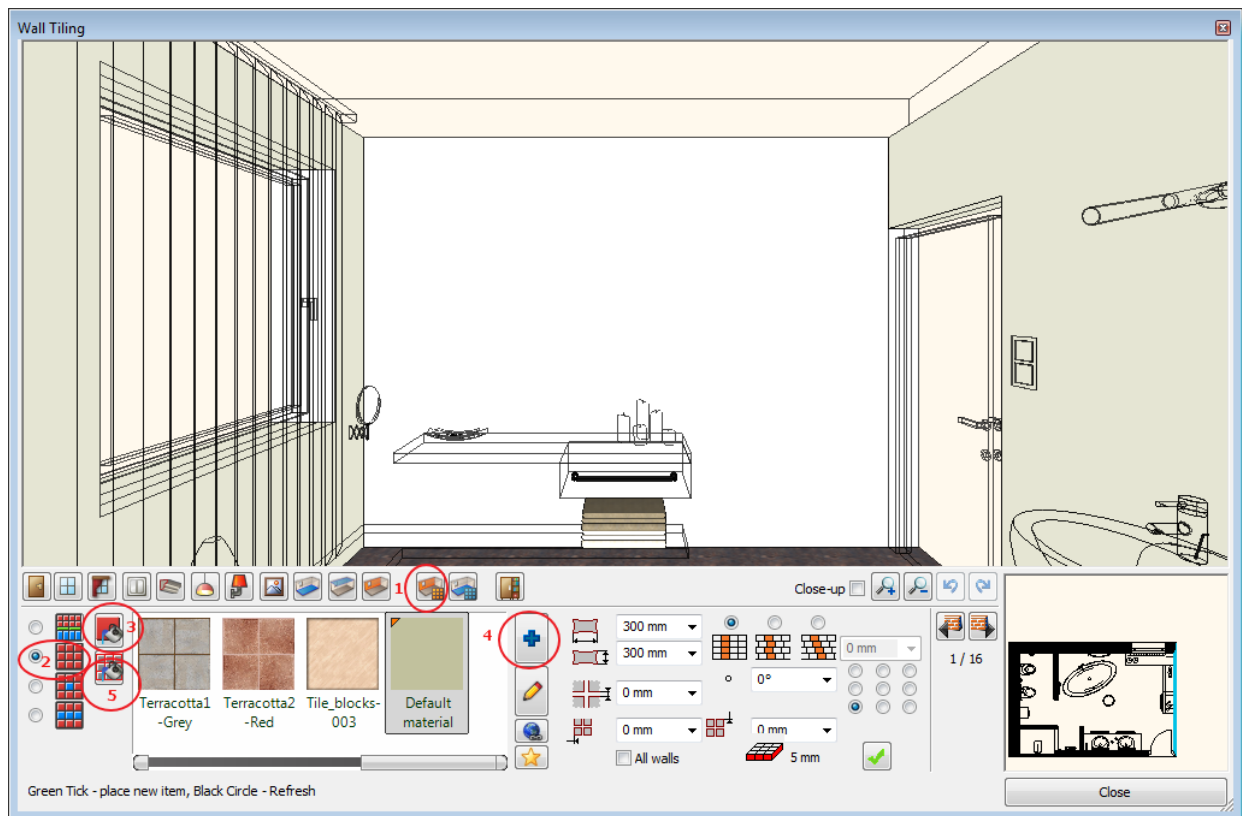 Wall Tiling
1
Close-up
2
3
4
5
300 mm
300 mm
0 mm
0 mm
0°
0 mm
0 mm
1 / 16
Terracotta1
-Grey
Terracotta2
-Red
Tile_blocks-
003
Default
material
All walls
5 mm
Green Tick - place new item, Black Circle - Refresh
Close